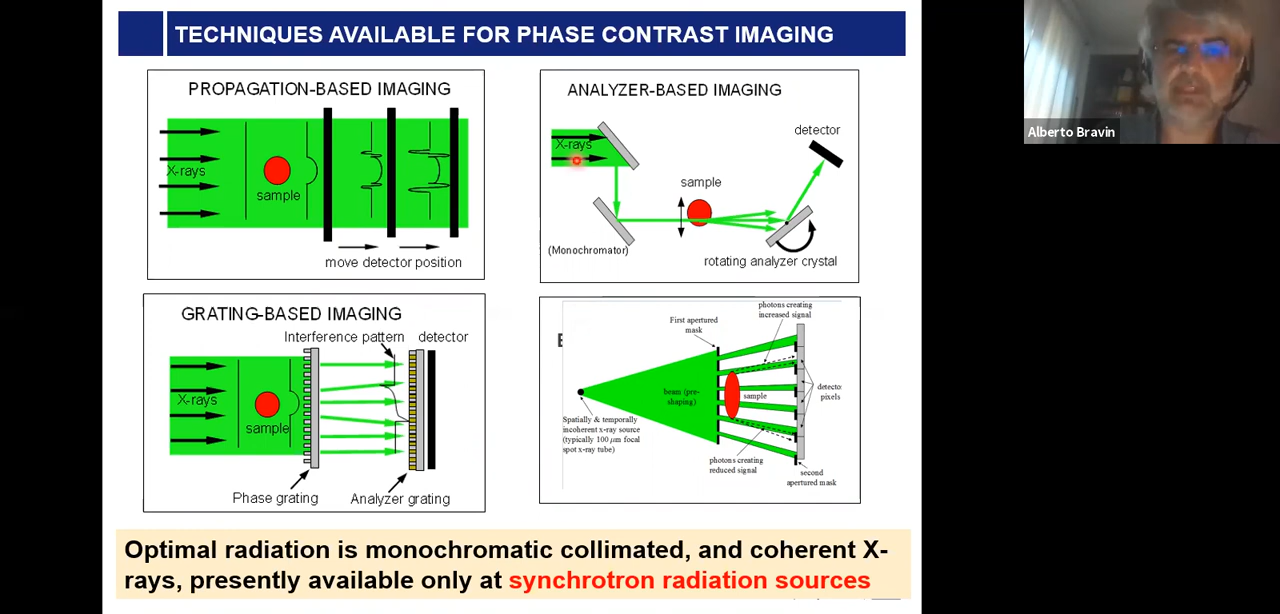 TECHNIQUES AVAILABLE FOR PHASE CONTRAST IMAGING
PROPAGATION-BASED IMAGING
X-rays
sample
move detector position
ANALYZER-BASED IMAGING
X-rays
detector
sample
(Monochromator)
rotating analyzer crystal
GRATING-BASED IMAGING
Interference pattern
detector
X-rays
sample
Phase grating
Analyzer grating
photons creating
increased signal
First apertured
mask
beam (pre-
shaping)
sample
pixels
Spatially & temporally
incoherent x-ray source
(typically 100 μm focal
spot x-ray tube)
photons creating
reduced signal
second
apertured mask
Optimal radiation is monochromatic collimated, and coherent X-
rays, presently available only at synchrotron radiation sources
Alberto Bravin